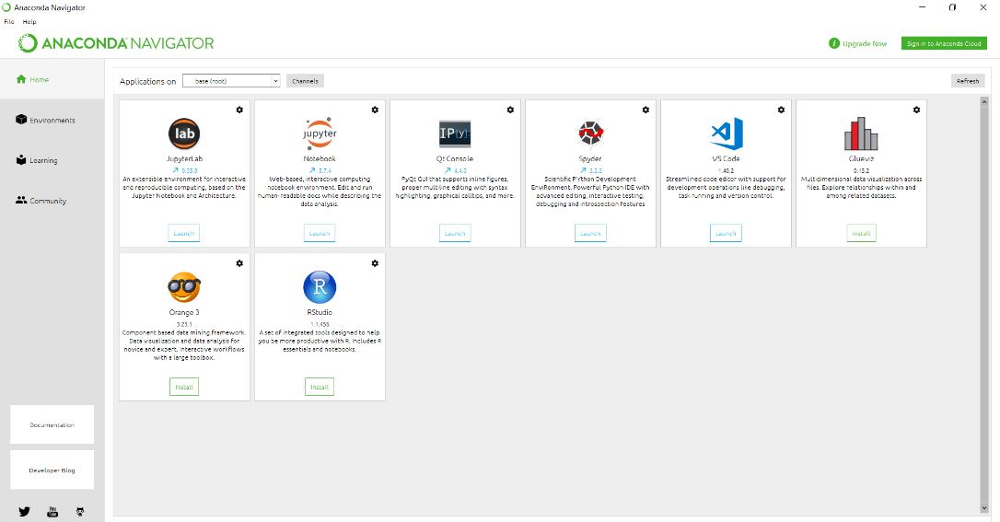 Anaconda Navigator
File Help
ANACONDA NAVIGATOR
i Upgrade Now
Sign in to Anaconda Cloud
Home
Environments
Learning
Community
Documentation
Developer Blog
You Tube
Applications on base (root) Channels Refresh
lab
JupyterLab
0.35.3
An extensible environment for interactive
and reproducible computing, based on the
Jupyter Notebook and Architecture.
Launch
jupyter
Notebook
5.7.4
Web-based, interactive computing
notebook environment. Edit and run
human-readable docs while describing the
data analysis.
Launch
IP[y]:
Qt Console
4.4.3
PyQt GUI that supports inline figures,
proper multiline editing with syntax
highlighting, graphical calltips, and more.
Launch
Spyder
3.3.2
Scientific PYthon Development
EnviRonment. Powerful Python IDE with
advanced editing, interactive testing,
debugging and introspection features
Launch
VS Code
1.40.2
Streamlined code editor with support for
development operations like debugging,
task running and version control.
Launch
Glueviz
0.15.2
Multidimensional data visualization across
files. Explore relationships within and
among related datasets.
Install
Orange 3
3.23.1
Component based data mining framework.
Data visualization and data analysis for
novice and expert. Interactive workflows
with a large toolbox.
Install
R
RStudio
1.1.456
A set of integrated tools designed to help
you be more productive with R. Includes R
essentials and notebooks.
Install